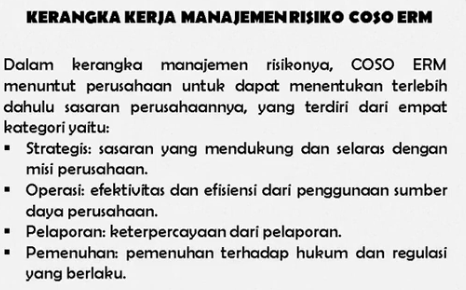 KERANGKA KERJA MANAJEMEN RISIKO COSO ERM
Dalam kerangka manajemen risikonya, COSO ERM
menuntut perusahaan untuk dapat menentukan terlebih
dahulu sasaran perusahaannya, yang terdiri dari empat
kategori yaitu:
▪ Strategis: sasaran yang mendukung dan selaras dengan
misi perusahaan.
▪ Operasi: efektivitas dan efisiensi dari penggunaan sumber
daya perusahaan.
▪ Pelaporan: keterpercayaan dari pelaporan.
▪ Pemenuhan: pemenuhan terhadap hukum dan regulasi
yang berlaku.